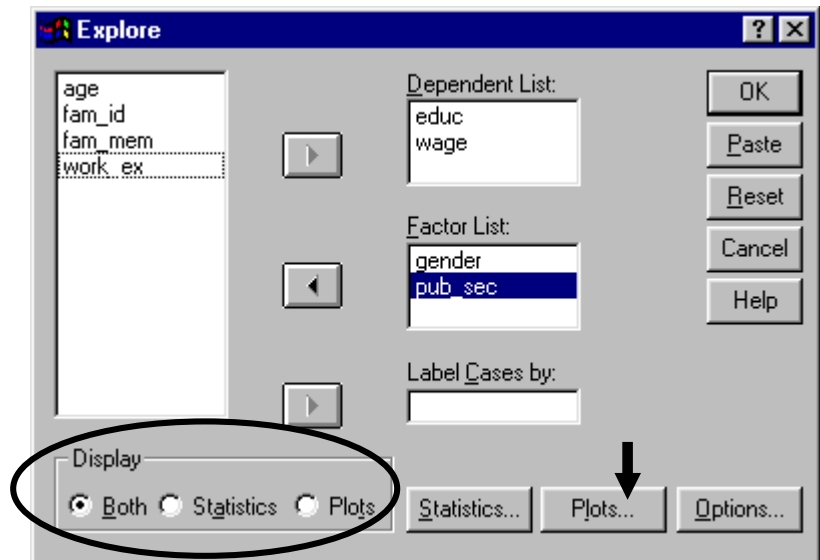 Explore
age
fam_id
fam_mem
work_ex
Dependent List:
educ
wage
Factor List:
gender
pub_sec
Label Cases by:
OK
Paste
Reset
Cancel
Help
Display
Both Statistics Plots
Statistics... Plots... Options...